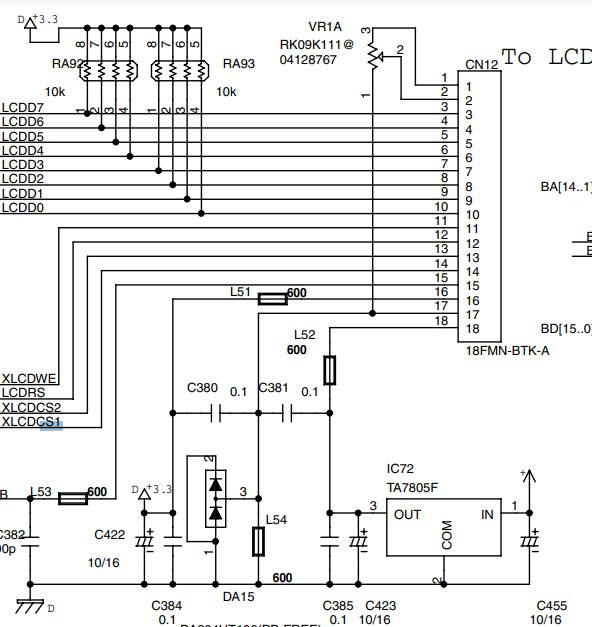 D +3.3
VR1A
RK09K111@
04128767
3
2
1
CN12
To LCD
8 7 6 5
8 7 6 5
RA92
RA93
10k
10k
1 2 3 4
1 2 3 4
1 1
2 2
LCDD7 3 3
LCDD6 4 4
LCDD5 5 5
LCDD4 6 6
LCDD3 7 7
LCDD2 8 8
LCDD1 9 9
LCDD0 10 10
11 11
12 12
13 13
14 14
15 15
16 16
17 17
18 18
BA[14..1]
BD[15..0]
18FMN-BTK-A
L51 600
L52
600
XLCDWE
LCDRS
XLCDCS2
XLCDCS1
C380 0.1
C381 0.1
2
3
1
IC72
TA7805F
3 OUT IN 1
COM
2
B
L53 600
D +3.3
C382
00p
C422
10/16
L54
600
D
DA15
C384
0.1
C385
0.1
C423
10/16
C455
10/16